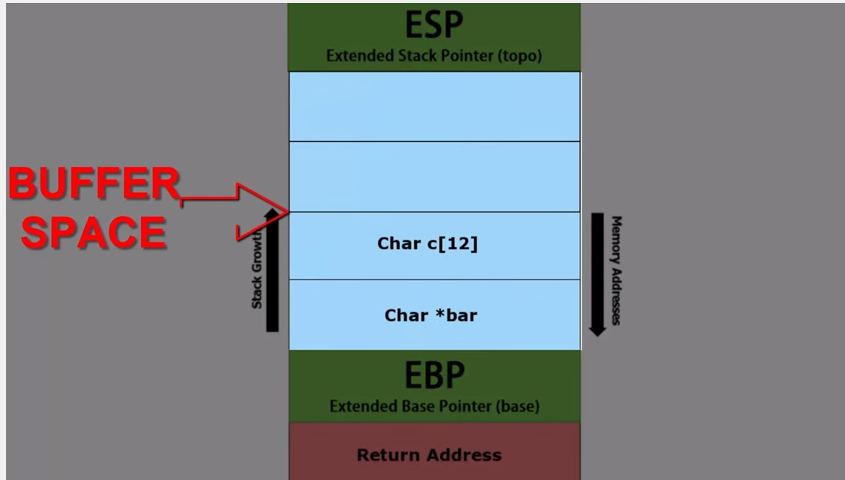 ESP
Extended Stack Pointer (topo)
BUFFER
SPACE
Stack Growth
Char c[12]
Memory Addresses
Char *bar
EBP
Extended Base Pointer (base)
Return Address